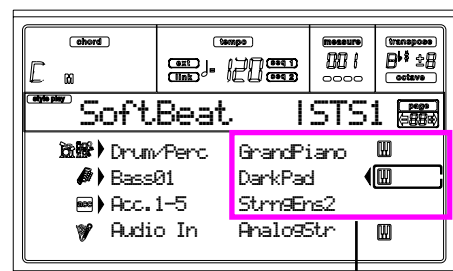 chord tempo measure transpose
C M ext link ♩= 120 seq 1 seq 2 001 ♭♮♯ ±8 octave
style play SoftBeat |STS1 page
Drum/Perc GrandPiano
Bass01 DarkPad
ACC Acc.1-5 StrngEns2
Audio In AnalogStr